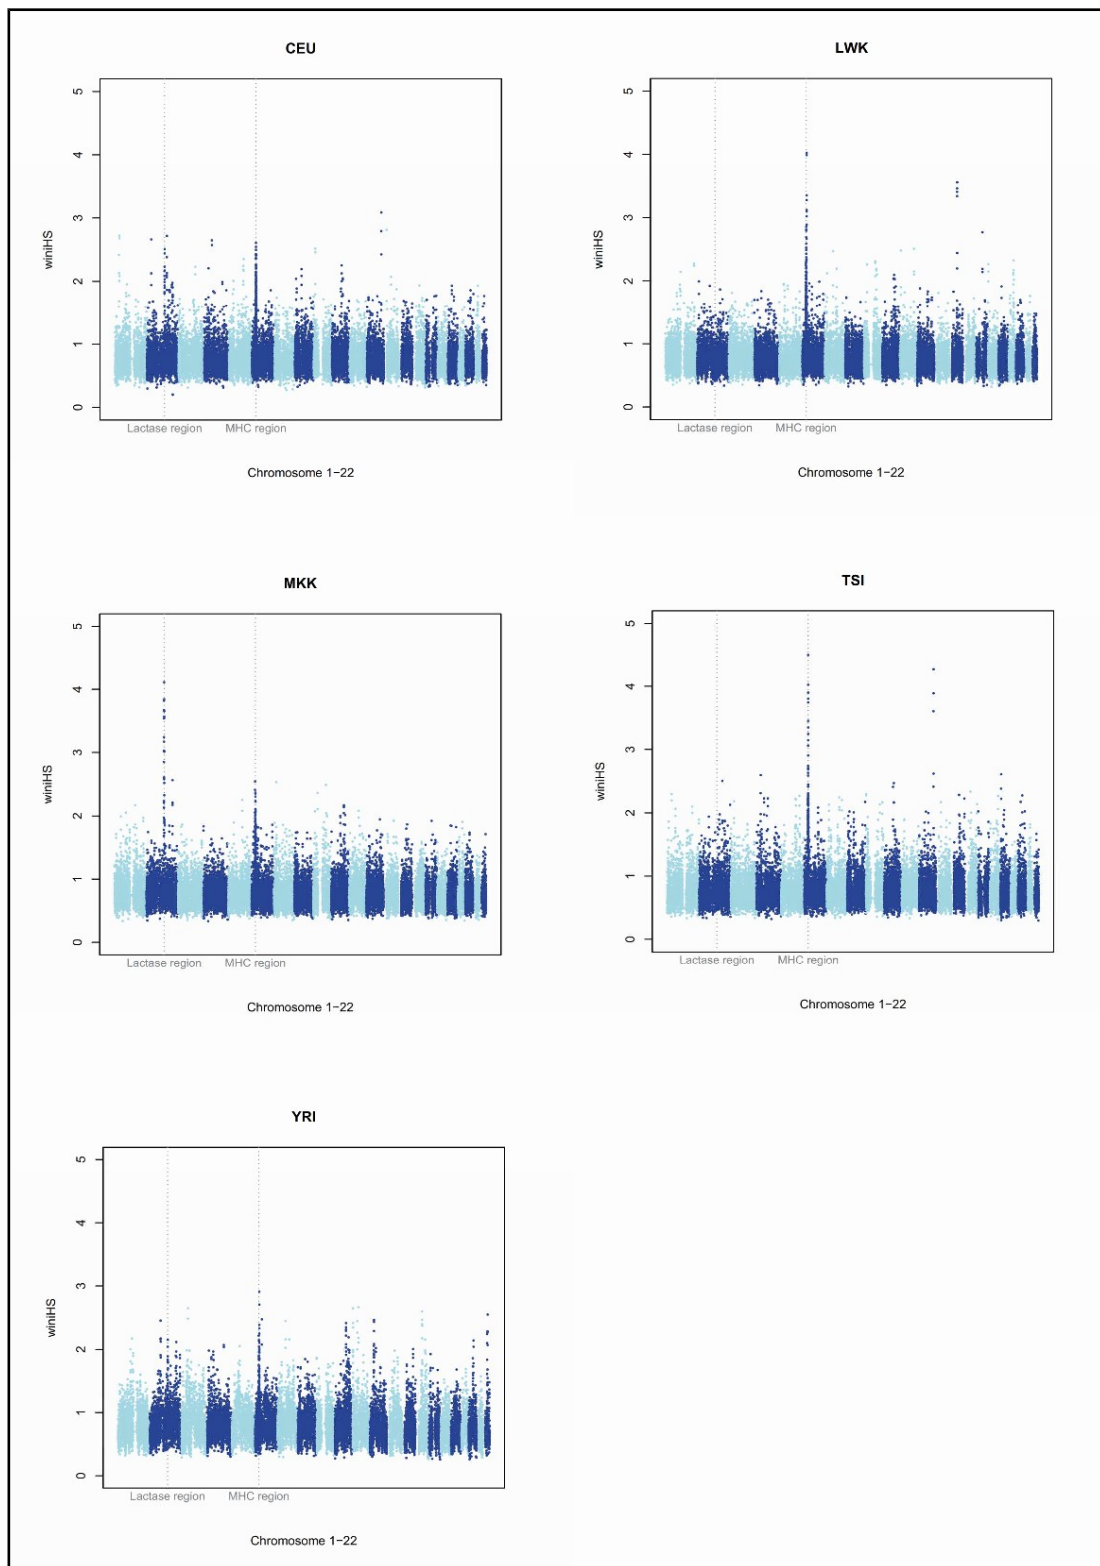 CEU
5
4
3
2
1
0
winiHS
Lactase region
MHC region
Chromosome 1−22
LWK
5
4
3
2
1
0
winiHS
Lactase region
MHC region
Chromosome 1−22
MKK
5
4
3
2
1
0
winiHS
Lactase region
MHC region
Chromosome 1−22
TSI
5
4
3
2
1
0
winiHS
Lactase region
MHC region
Chromosome 1−22
YRI
5
4
3
2
1
0
winiHS
Lactase region
MHC region
Chromosome 1−22